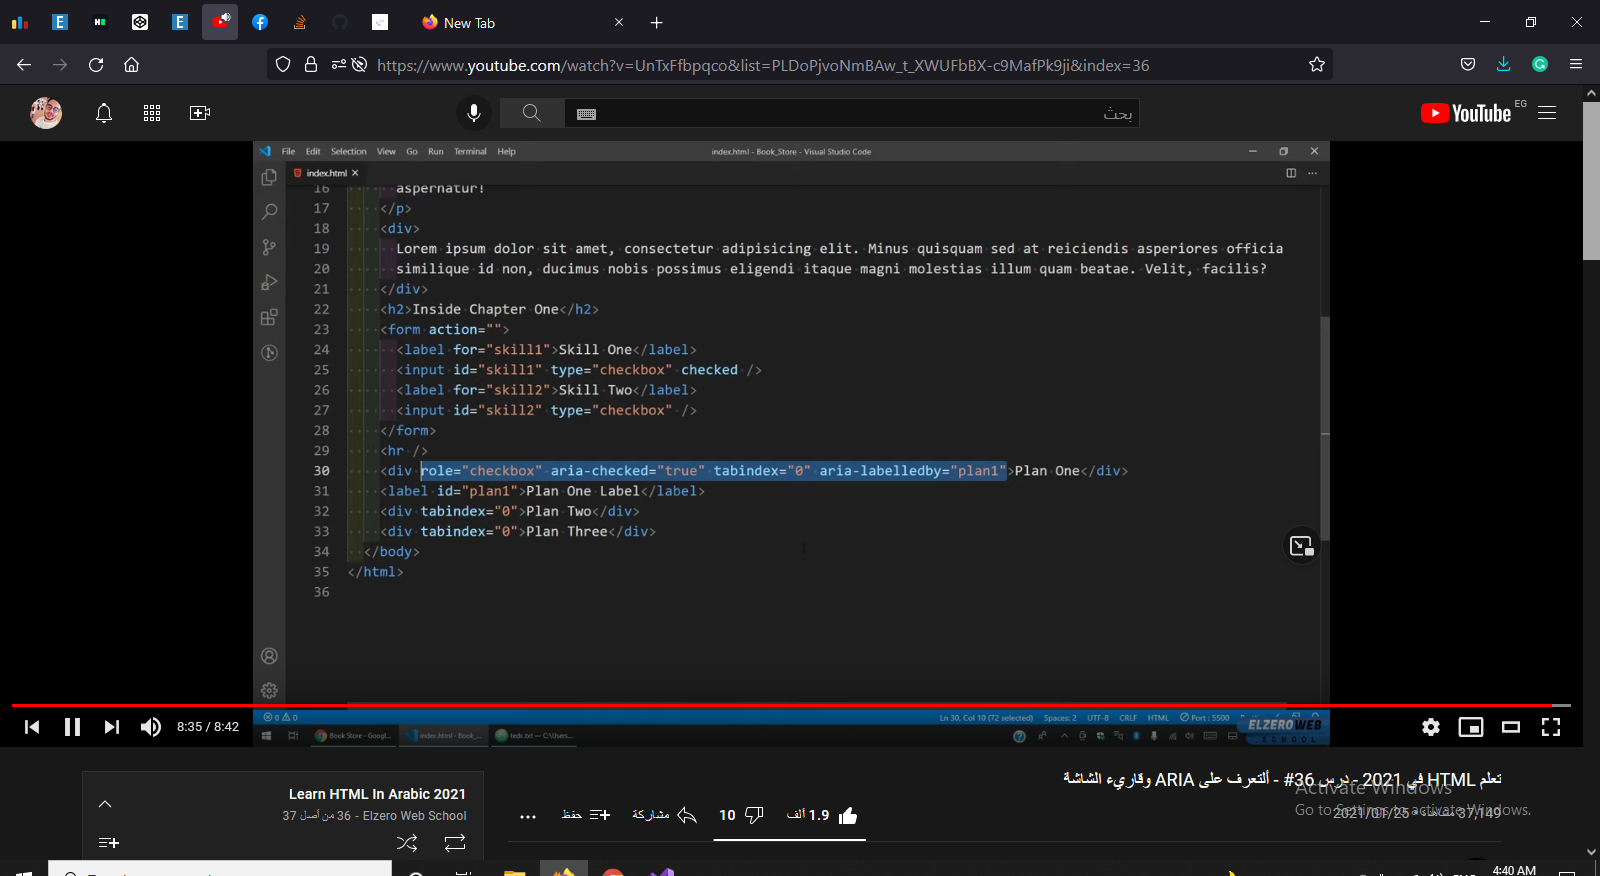 New Tab
https://www.youtube.com/watch?v=UnTxFfbpqco&list=PLDoPjvoNmBAw_t_XWUFbBX-c9MafPk9ji&index=36
بحث
YouTube EG
File Edit Selection View Go Run Terminal Help
index.html - Book_Store - Visual Studio Code
index.html
16 aspernatur!
17 </p>
18 <div>
19 Lorem ipsum dolor sit amet, consectetur adipisicing elit. Minus quisquam sed at reiciendis asperiores officia
20 similique id non, ducimus nobis possimus eligendi itaque magni molestias illum quam beatae. Velit, facilis?
21 </div>
22 <h2>Inside Chapter One</h2>
23 <form action="">
24 <label for="skill1">Skill One</label>
25 <input id="skill1" type="checkbox" checked />
26 <label for="skill2">Skill Two</label>
27 <input id="skill2" type="checkbox" />
28 </form>
29 <hr />
30 <div role="checkbox" aria-checked="true" tabindex="0" aria-labelledby="plan1">Plan One</div>
31 <label id="plan1">Plan One Label</label>
32 <div tabindex="0">Plan Two</div>
33 <div tabindex="0">Plan Three</div>
34 </body>
35 </html>
36
0 0
Ln 30, Col 10 (72 selected) Spaces: 2 UTF-8 CRLF HTML Port : 5500
8:35 / 8:42
Book Store - Googl...
index.html - Book_...
teds.txt — C:\Users...
ELZERO WEB
SCHOOL
تعلم HTML في 2021 - درس 36# - ألتعرف على ARIA وقاريء الشاشة
37,149 مشاهدة • 2021/01/25
Activate Windows
Go to Settings to activate Windows.
1.9 ألف
10
مشاركة
حفظ
Learn HTML In Arabic 2021
Elzero Web School - 36 من أصل 37
4:40 AM